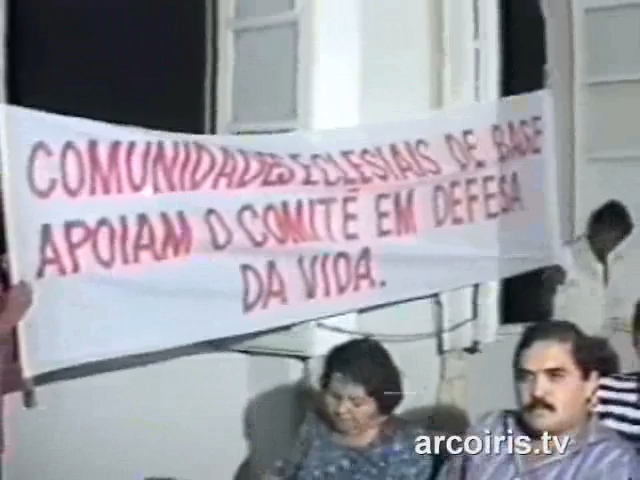 COMUNIDADES ECLESIAIS DE BASE
APOIAM O COMITÊ EM DEFESA
DA VIDA.
arcoiris.tv